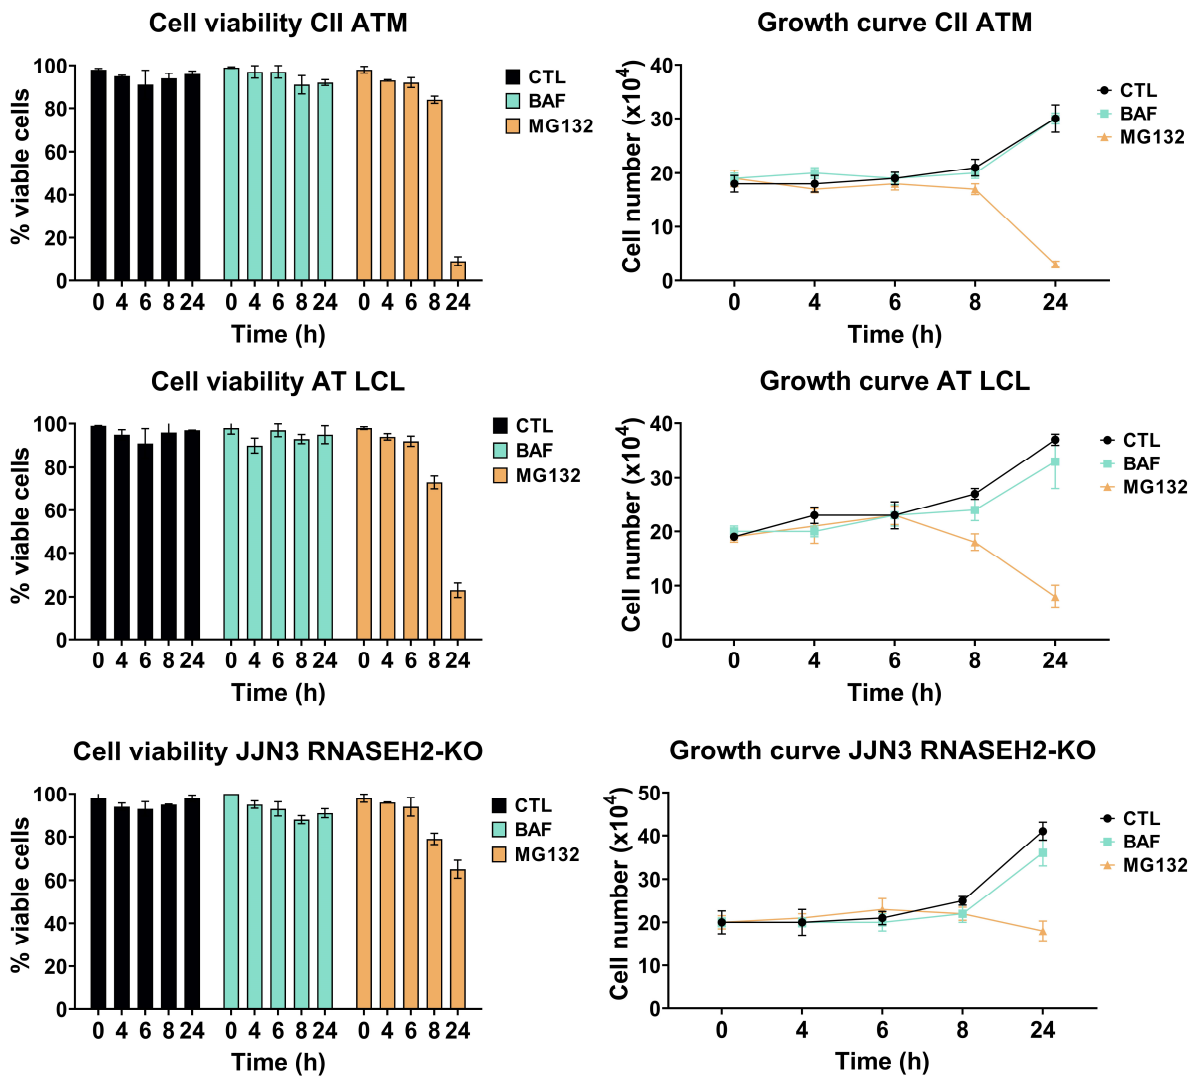 Cell viability CII ATM
% viable cells
100
80
60
40
20
0
0 4 6 8 24 0 4 6 8 24 0 4 6 8 24
Time (h)
CTL
BAF
MG132
Growth curve CII ATM
Cell number (x10⁴)
40
30
20
10
0
0 4 6 8 24
Time (h)
CTL
BAF
MG132
Cell viability AT LCL
% viable cells
100
80
60
40
20
0
0 4 6 8 24 0 4 6 8 24 0 4 6 8 24
Time (h)
CTL
BAF
MG132
Growth curve AT LCL
Cell number (x10⁴)
40
30
20
10
0
0 4 6 8 24
Time (h)
CTL
BAF
MG132
Cell viability JJN3 RNASEH2-KO
% viable cells
100
80
60
40
20
0
0 4 6 8 24 0 4 6 8 24 0 4 6 8 24
Time (h)
CTL
BAF
MG132
Growth curve JJN3 RNASEH2-KO
Cell number (x10⁴)
50
40
30
20
10
0
0 4 6 8 24
Time (h)
CTL
BAF
MG132